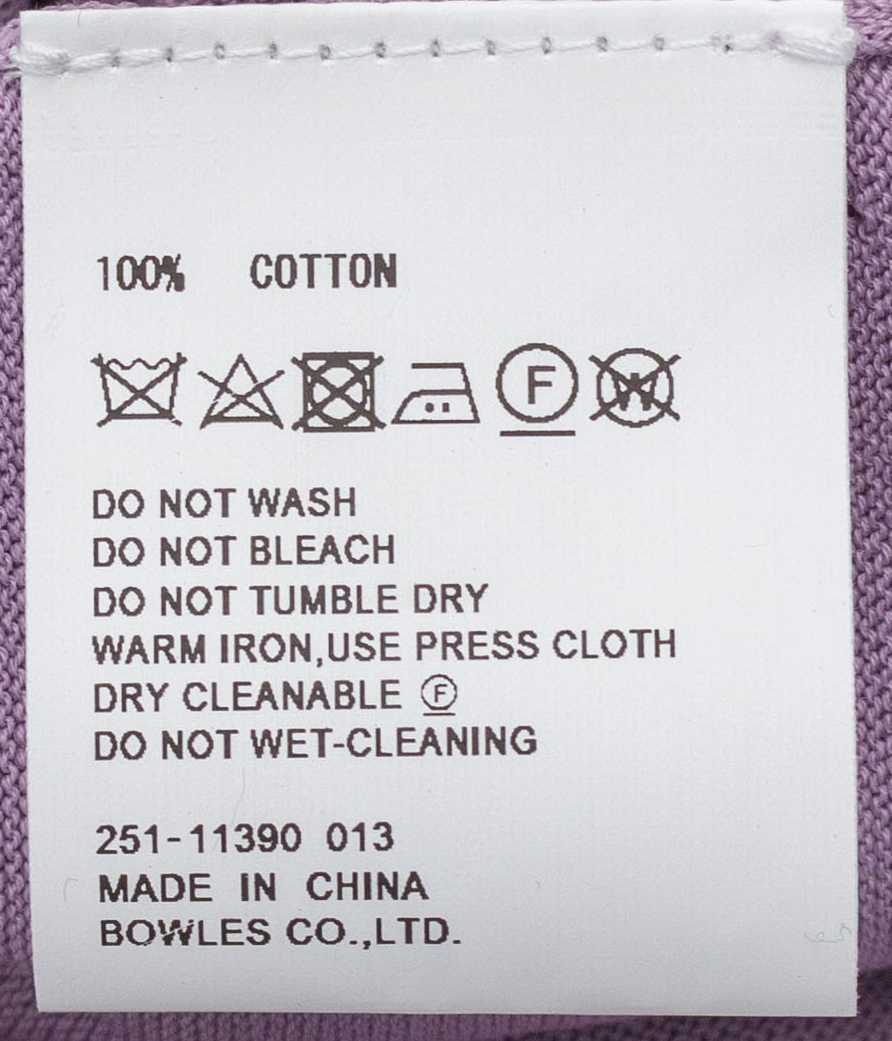 100% COTTON
F W
DO NOT WASH
DO NOT BLEACH
DO NOT TUMBLE DRY
WARM IRON,USE PRESS CLOTH
DRY CLEANABLE Ⓕ
DO NOT WET-CLEANING
251-11390 013
MADE IN CHINA
BOWLES CO.,LTD.